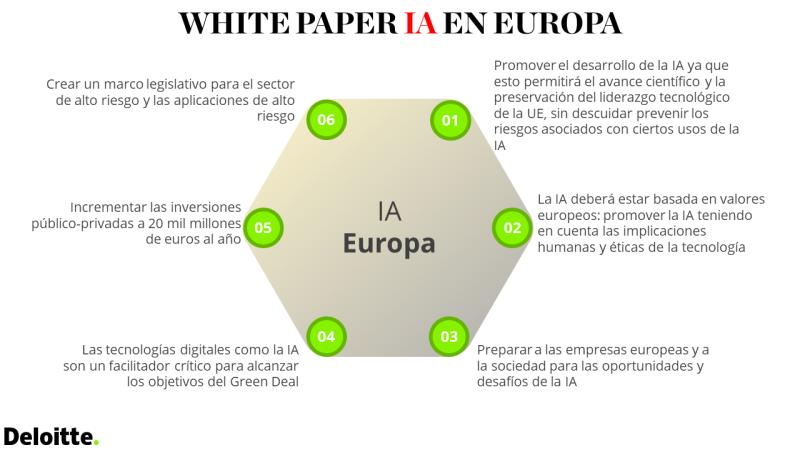 WHITE PAPER IA EN EUROPA
Crear un marco legislativo para el sector
de alto riesgo y las aplicaciones de alto
riesgo
06
01
Promover el desarrollo de la IA ya que
esto permitirá el avance científico y la
preservación del liderazgo tecnológico
de la UE, sin descuidar prevenir los
riesgos asociados con ciertos usos de la
IA
Incrementar las inversiones
público-privadas a 20 mil millones
de euros al año
05
IA
Europa
02
La IA deberá estar basada en valores
europeos: promover la IA teniendo
en cuenta las implicaciones
humanas y éticas de la tecnología
Las tecnologías digitales como la IA
son un facilitador crítico para alcanzar
los objetivos del Green Deal
04
03
Preparar a las empresas europeas y a
la sociedad para las oportunidades y
desafíos de la IA
Deloitte.